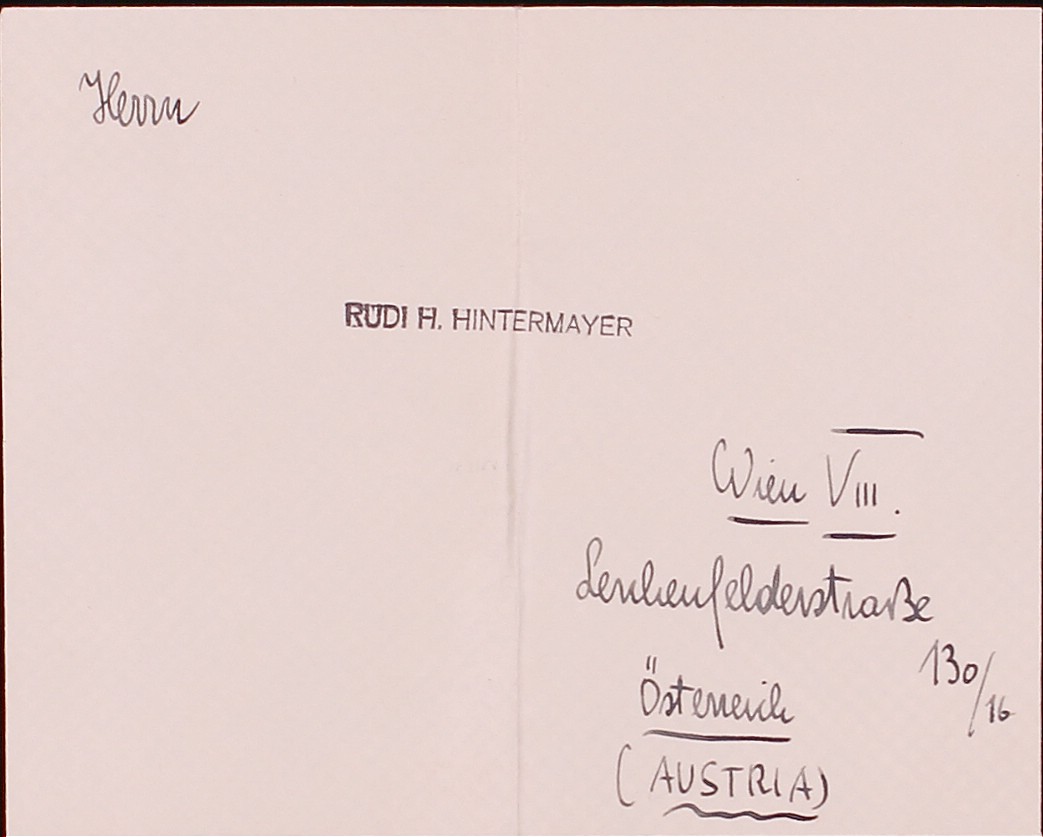 Herrn
RUDI H. HINTERMAYER
Wien VIII.
Lerchenfelderstraße
130/16
Österreich
(AUSTRIA)